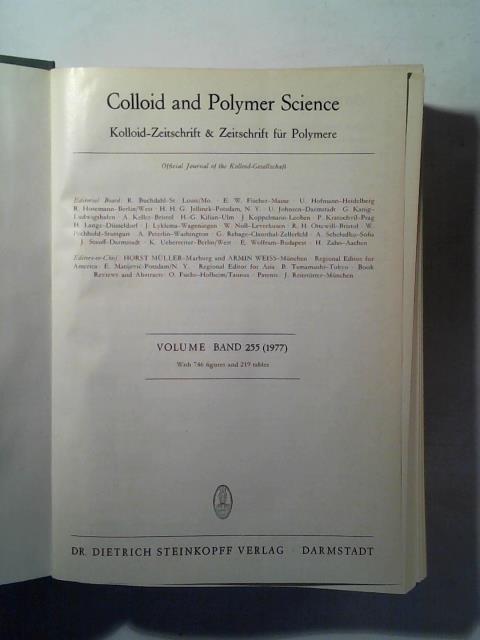 Colloid and Polymer Science
Kolloid-Zeitschrift & Zeitschrift für Polymere
Official Journal of the Kolloid-Gesellschaft
Editorial Board: R. Buchdahl-St. Louis/Mo. · E. W. Fischer-Mainz · U. Hofmann-Heidelberg
R. Hosemann-Berlin/West · H. H. G. Jellinek-Potsdam, N. Y. · U. Johnsen-Darmstadt · G. Kanig-
Ludwigshafen · A. Keller-Bristol · H.-G. Kilian-Ulm · J. Koppelmann-Leoben · P. Kratochvil-Prag
H. Lange-Düsseldorf · J. Lyklema-Wageningen · W. Noll-Leverkusen · R. H. Ottewill-Bristol · W.
Pechhold-Stuttgart · A. Peterlin-Washington · G. Rehage-Clausthal-Zellerfeld · A. Scheludko-Sofia
J. Stauff-Darmstadt · K. Ueberreiter-Berlin/West · E. Wolfram-Budapest · H. Zahn-Aachen
Editors-in-Chief: HORST MÜLLER-Marburg and ARMIN WEISS-München · Regional Editor for
America: E. Matijević-Potsdam/N. Y. · Regional Editor for Asia: B. Tamamushi-Tokyo · Book
Reviews and Abstracts: O. Fuchs-Hofheim/Taunus · Patents: J. Reitstötter-München
VOLUME BAND 255 (1977)
With 746 figures and 219 tables
DR. DIETRICH STEINKOPFF VERLAG · DARMSTADT